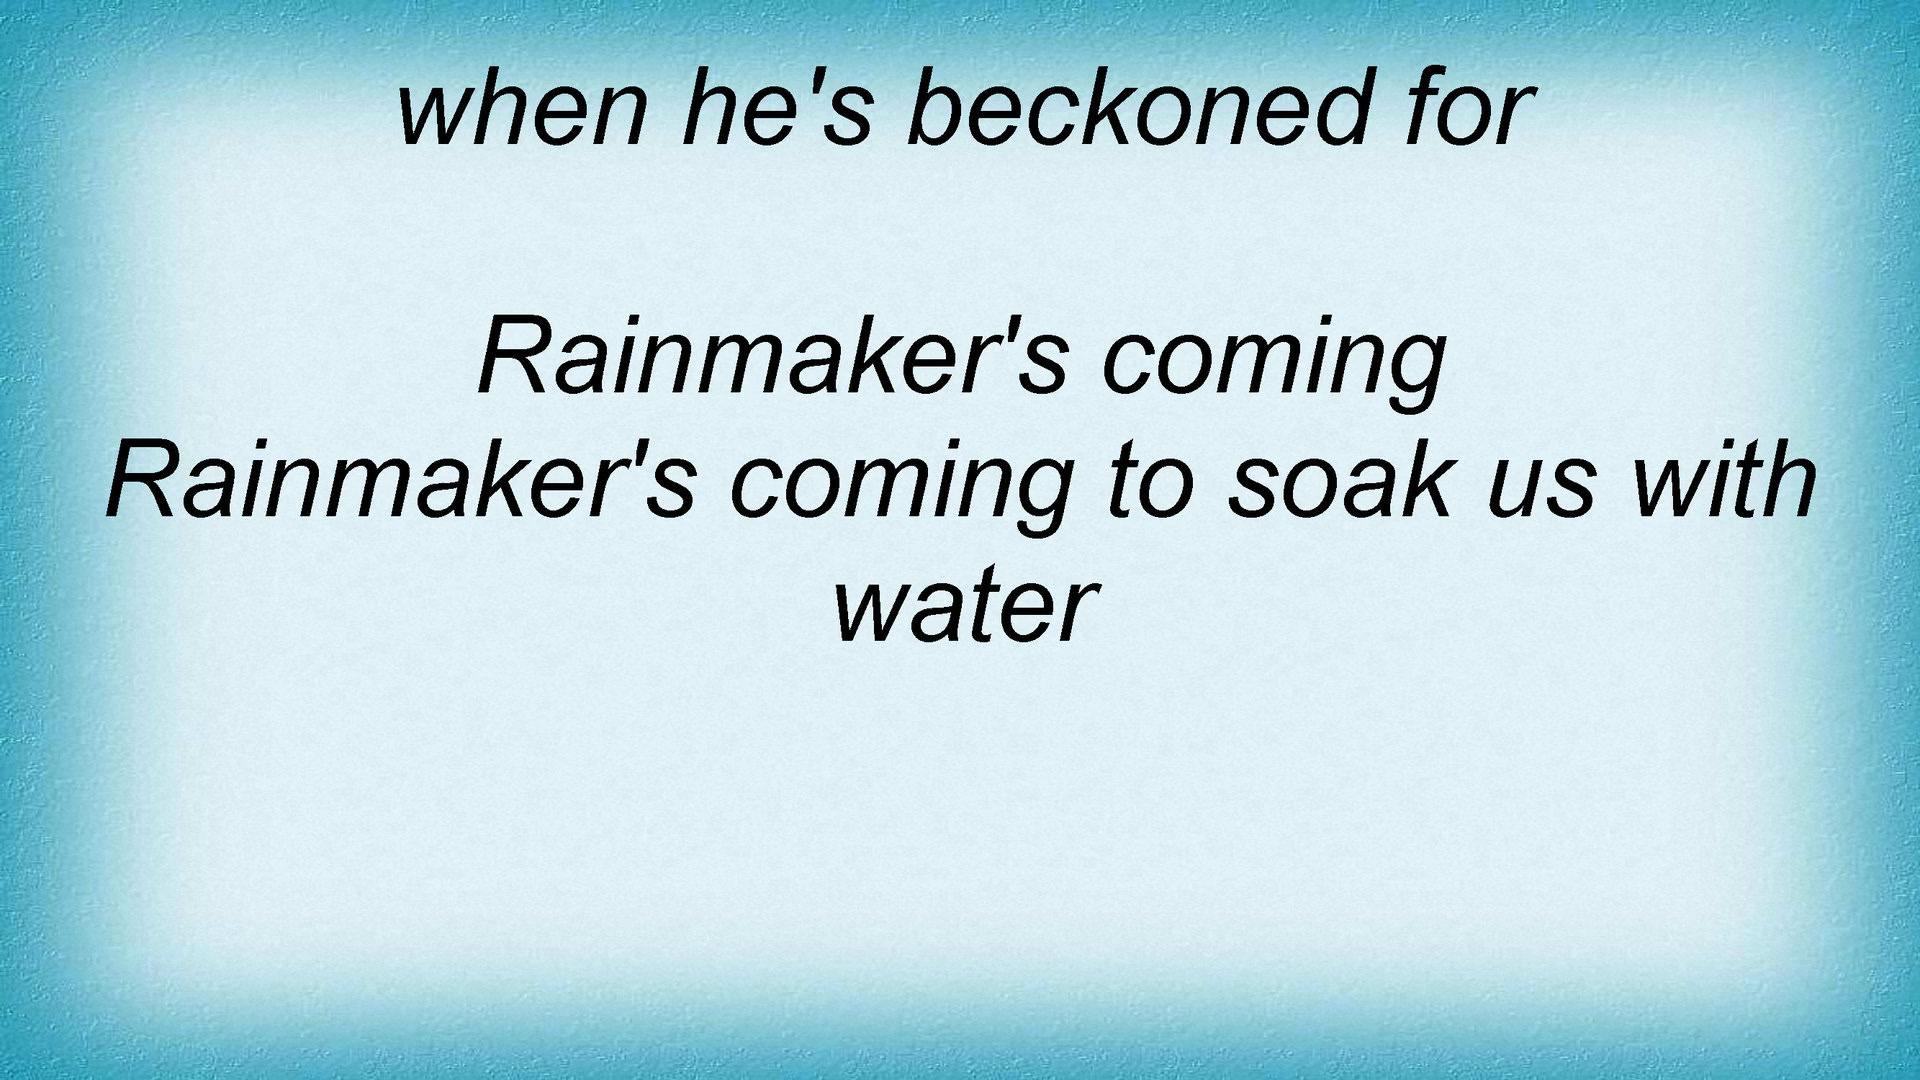 when he's beckoned for
Rainmaker's coming
Rainmaker's coming to soak us with
water